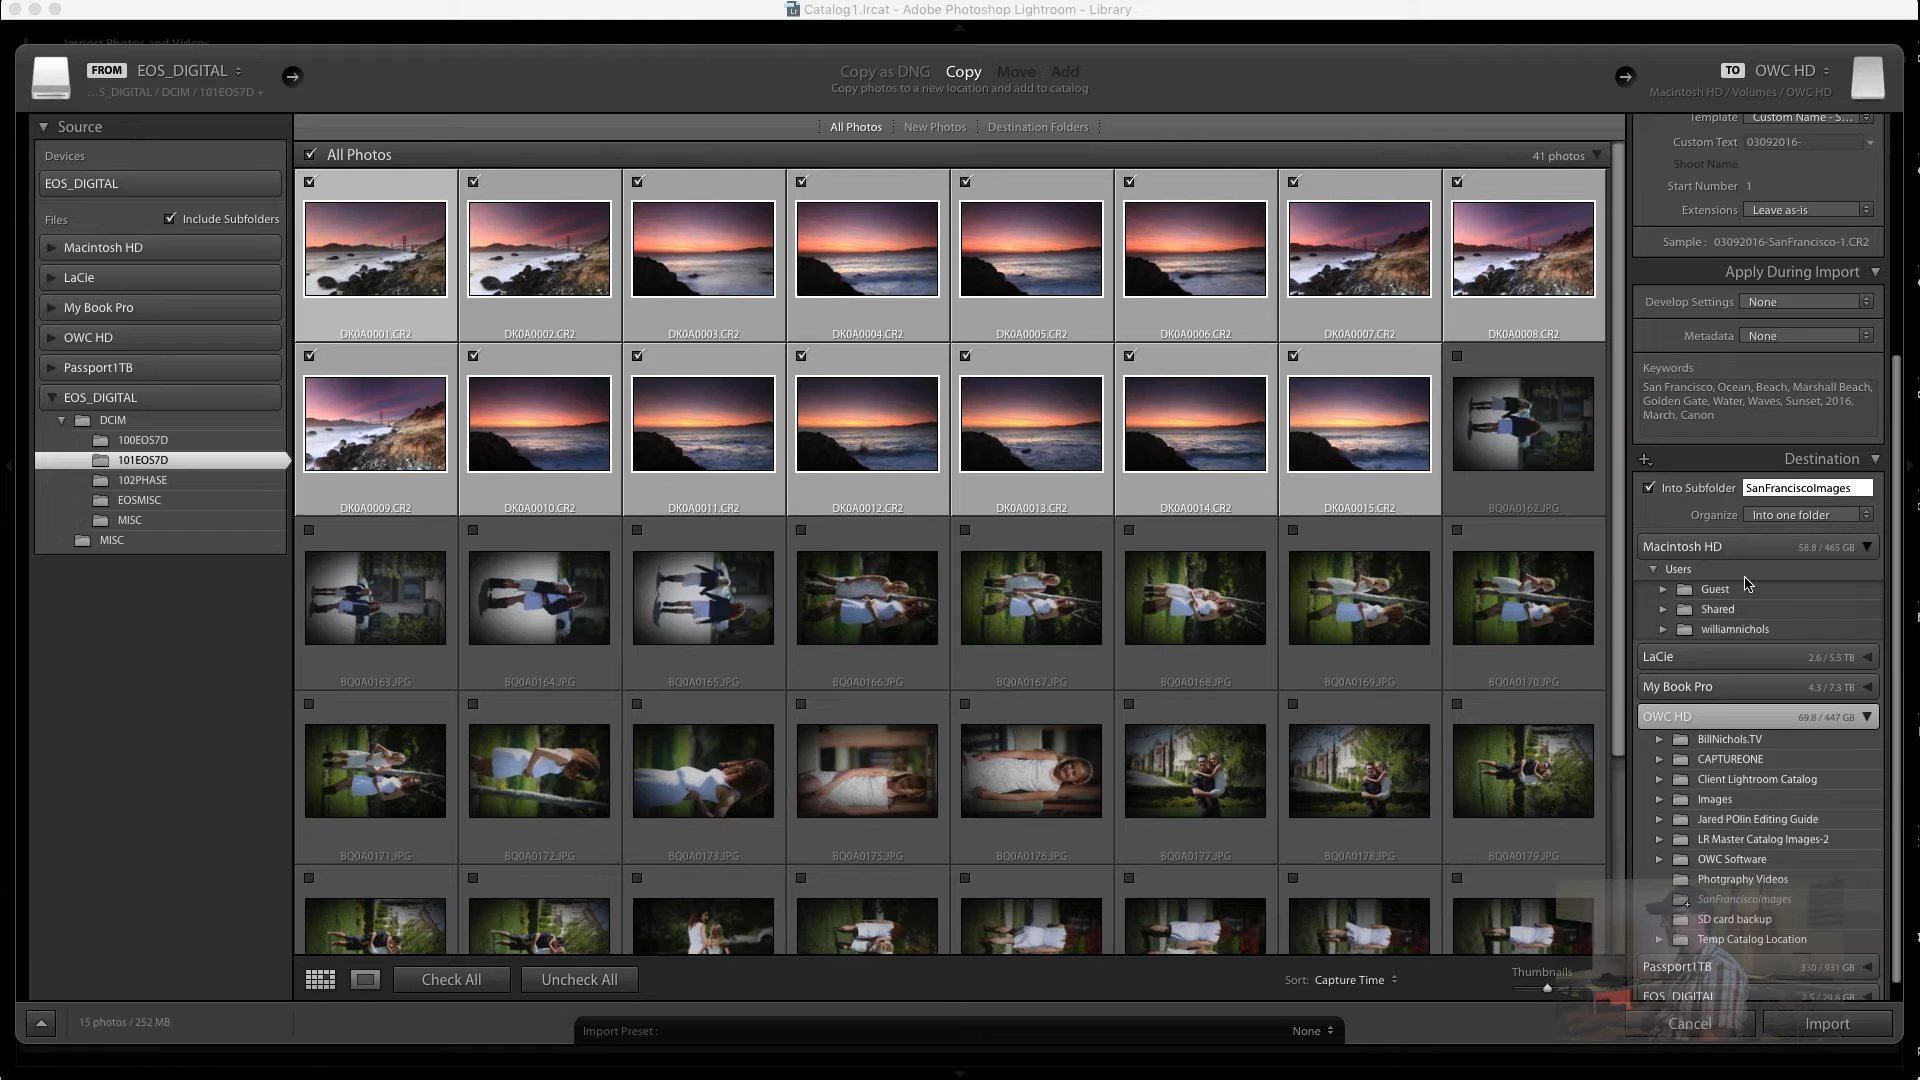 Catalog1.lrcat - Adobe Photoshop Lightroom - Library
FROM EOS_DIGITAL
...S_DIGITAL / DCIM / 101EOS7D +
Copy as DNG Copy Move Add
Copy photos to a new location and add to catalog
TO OWC HD
Macintosh HD / Volumes / OWC HD
Source
Devices
EOS_DIGITAL
Files Include Subfolders
Macintosh HD
LaCie
My Book Pro
OWC HD
Passport1TB
EOS_DIGITAL
DCIM
100EOS7D
101EOS7D
102PHASE
EOSMISC
MISC
MISC
All Photos New Photos Destination Folders
All Photos 41 photos
DK0A0001.CR2 DK0A0002.CR2 DK0A0003.CR2 DK0A0004.CR2 DK0A0005.CR2 DK0A0006.CR2 DK0A0007.CR2 DK0A0008.CR2
DK0A0009.CR2 DK0A0010.CR2 DK0A0011.CR2 DK0A0012.CR2 DK0A0013.CR2 DK0A0014.CR2 DK0A0015.CR2 BQ0A0162.JPG
BQ0A0163.JPG BQ0A0164.JPG BQ0A0165.JPG BQ0A0166.JPG BQ0A0167.JPG BQ0A0168.JPG BQ0A0169.JPG BQ0A0170.JPG
BQ0A0171.JPG BQ0A0172.JPG BQ0A0173.JPG BQ0A0175.JPG BQ0A0176.JPG BQ0A0177.JPG BQ0A0178.JPG BQ0A0179.JPG
Check All Uncheck All Sort: Capture Time Thumbnails
Template Custom Name - S...
Custom Text 03092016-
Shoot Name
Start Number 1
Extensions Leave as-is
Sample : 03092016-SanFrancisco-1.CR2
Apply During Import
Develop Settings None
Metadata None
Keywords
San Francisco, Ocean, Beach, Marshall Beach,
Golden Gate, Water, Waves, Sunset, 2016,
March, Canon
Destination
Into Subfolder SanFranciscoImages
Organize Into one folder
Macintosh HD 58.8 / 465 GB
Users
Guest
Shared
williamnichols
LaCie 2.6 / 5.5 TB
My Book Pro 4.3 / 7.3 TB
OWC HD 69.8 / 447 GB
BillNichols.TV
CAPTUREONE
Client Lightroom Catalog
Images
Jared POlin Editing Guide
LR Master Catalog Images-2
OWC Software
Photgraphy Videos
SanFranciscoImages
SD card backup
Temp Catalog Location
Passport1TB 330 / 931 GB
EOS_DIGITAL 2.5 / 29.8 GB
15 photos / 252 MB
Import Preset : None
Cancel Import